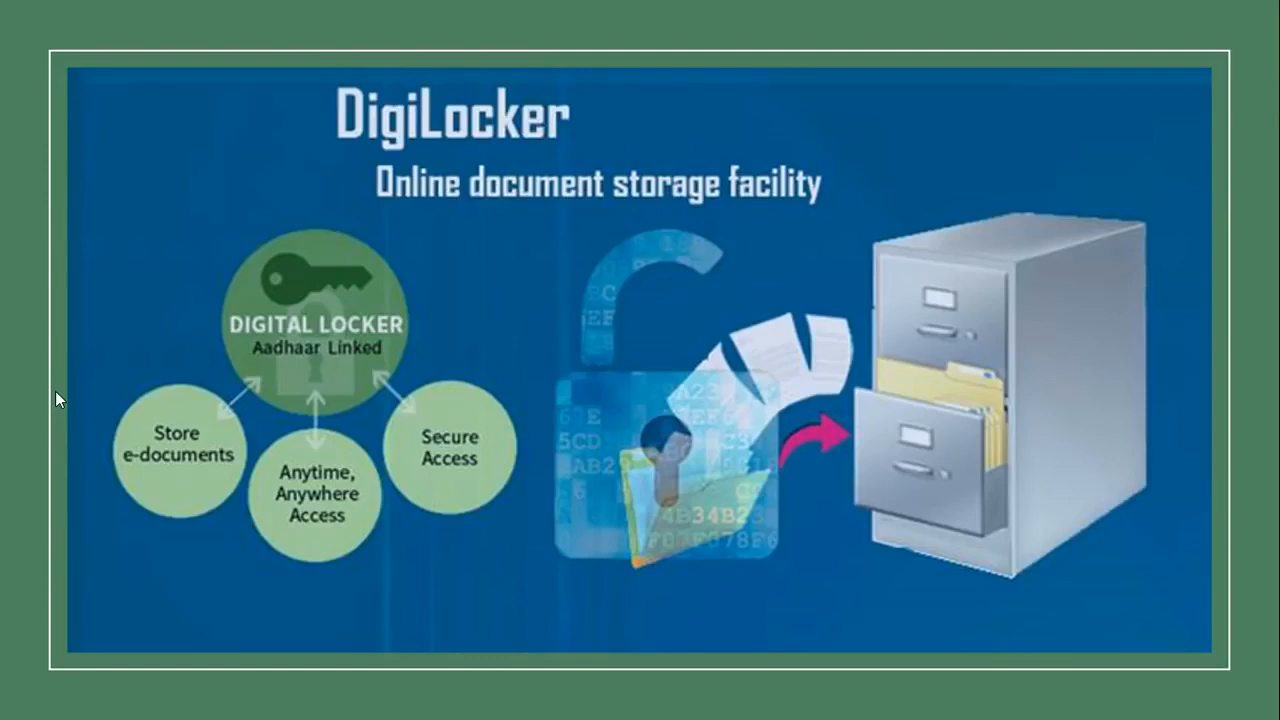 DigiLocker
Online document storage facility
DIGITAL LOCKER
Aadhaar Linked
Store
e-documents
Anytime,
Anywhere
Access
Secure
Access